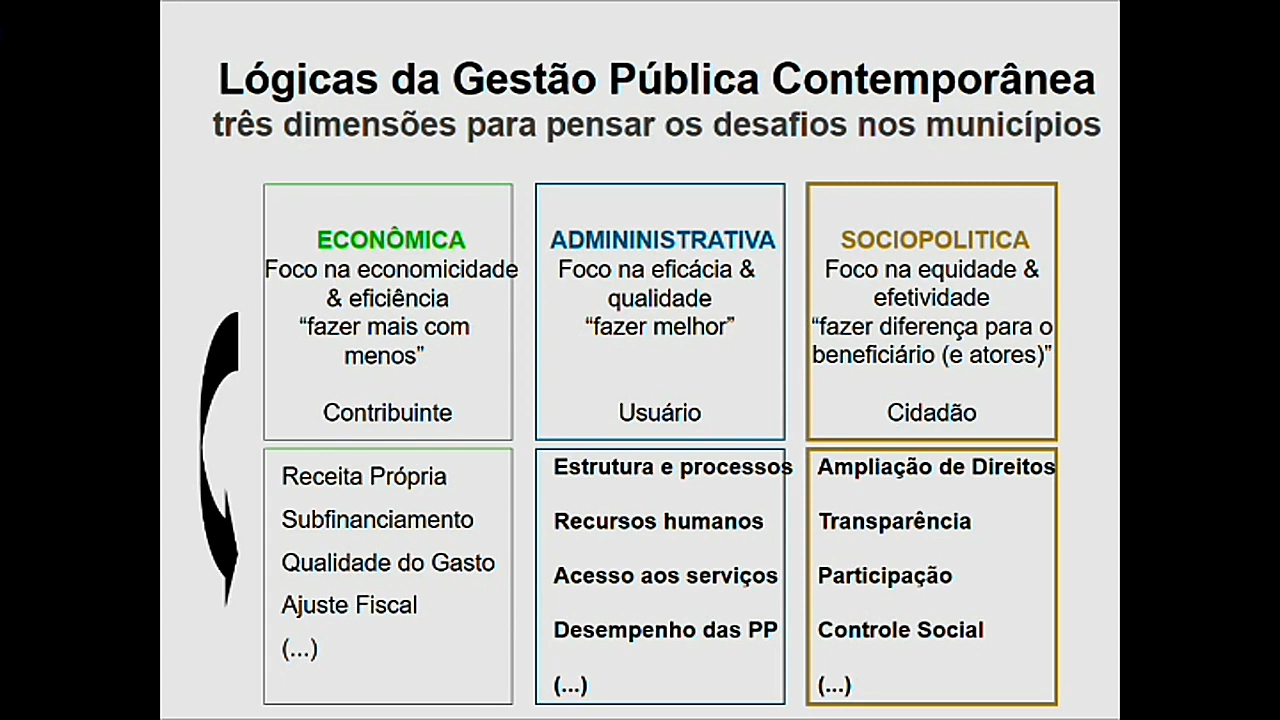 Lógicas da Gestão Pública Contemporânea
três dimensões para pensar os desafios nos municípios
ECONÔMICA
Foco na economicidade
& eficiência
“fazer mais com
menos”
Contribuinte
ADMININISTRATIVA
Foco na eficácia &
qualidade
“fazer melhor”
Usuário
SOCIOPOLITICA
Foco na equidade &
efetividade
“fazer diferença para o
beneficiário (e atores)”
Cidadão
Receita Própria
Subfinanciamento
Qualidade do Gasto
Ajuste Fiscal
(...)
Estrutura e processos
Recursos humanos
Acesso aos serviços
Desempenho das PP
(...)
Ampliação de Direitos
Transparência
Participação
Controle Social
(...)